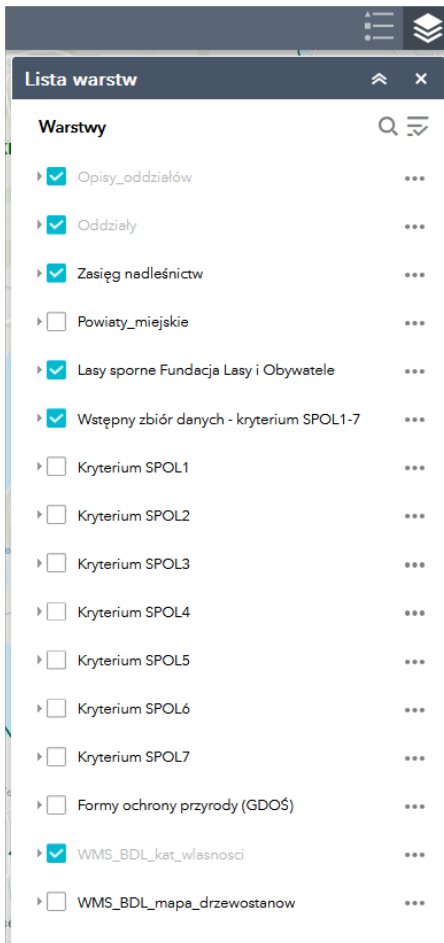 Lista warstw
Warstwy
Opisy_oddziałów
Oddziały
Zasięg nadleśnictw
Powiaty_miejskie
Lasy sporne Fundacja Lasy i Obywatele
Wstępny zbiór danych - kryterium SPOL1-7
Kryterium SPOL1
Kryterium SPOL2
Kryterium SPOL3
Kryterium SPOL4
Kryterium SPOL5
Kryterium SPOL6
Kryterium SPOL7
Formy ochrony przyrody (GDOŚ)
WMS_BDL_kat_wlasnosci
WMS_BDL_mapa_drzewostanow